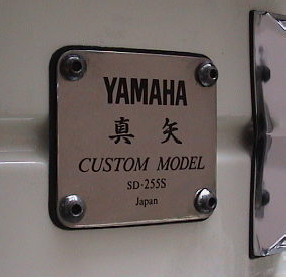 YAMAHA
真矢
CUSTOM MODEL
SD-255S
Japan